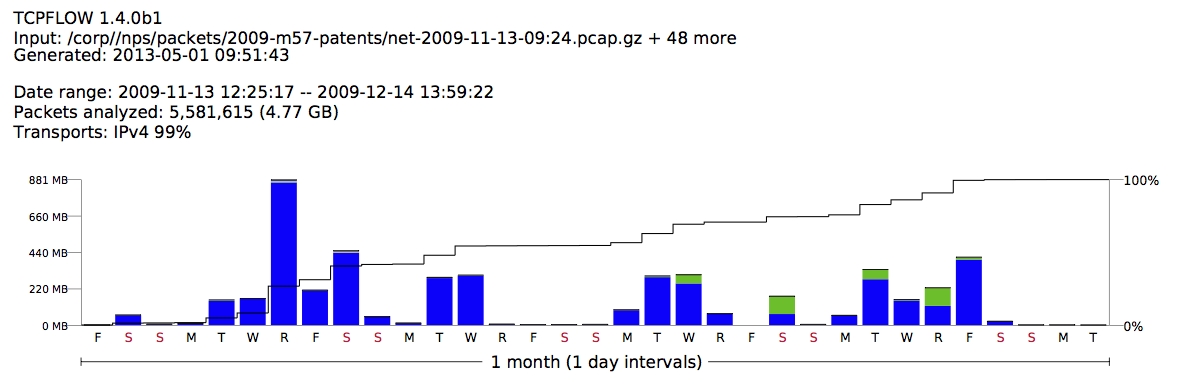 TCPFLOW 1.4.0b1
Input: /corp//nps/packets/2009-m57-patents/net-2009-11-13-09:24.pcap.gz + 48 more
Generated: 2013-05-01 09:51:43
Date range: 2009-11-13 12:25:17 -- 2009-12-14 13:59:22
Packets analyzed: 5,581,615 (4.77 GB)
Transports: IPv4 99%
881 MB 100%
660 MB
440 MB
220 MB
0 MB 0%
F S S M T W R F S S M T W R F S S M T W R F S S M T W R F S S M T
1 month (1 day intervals)